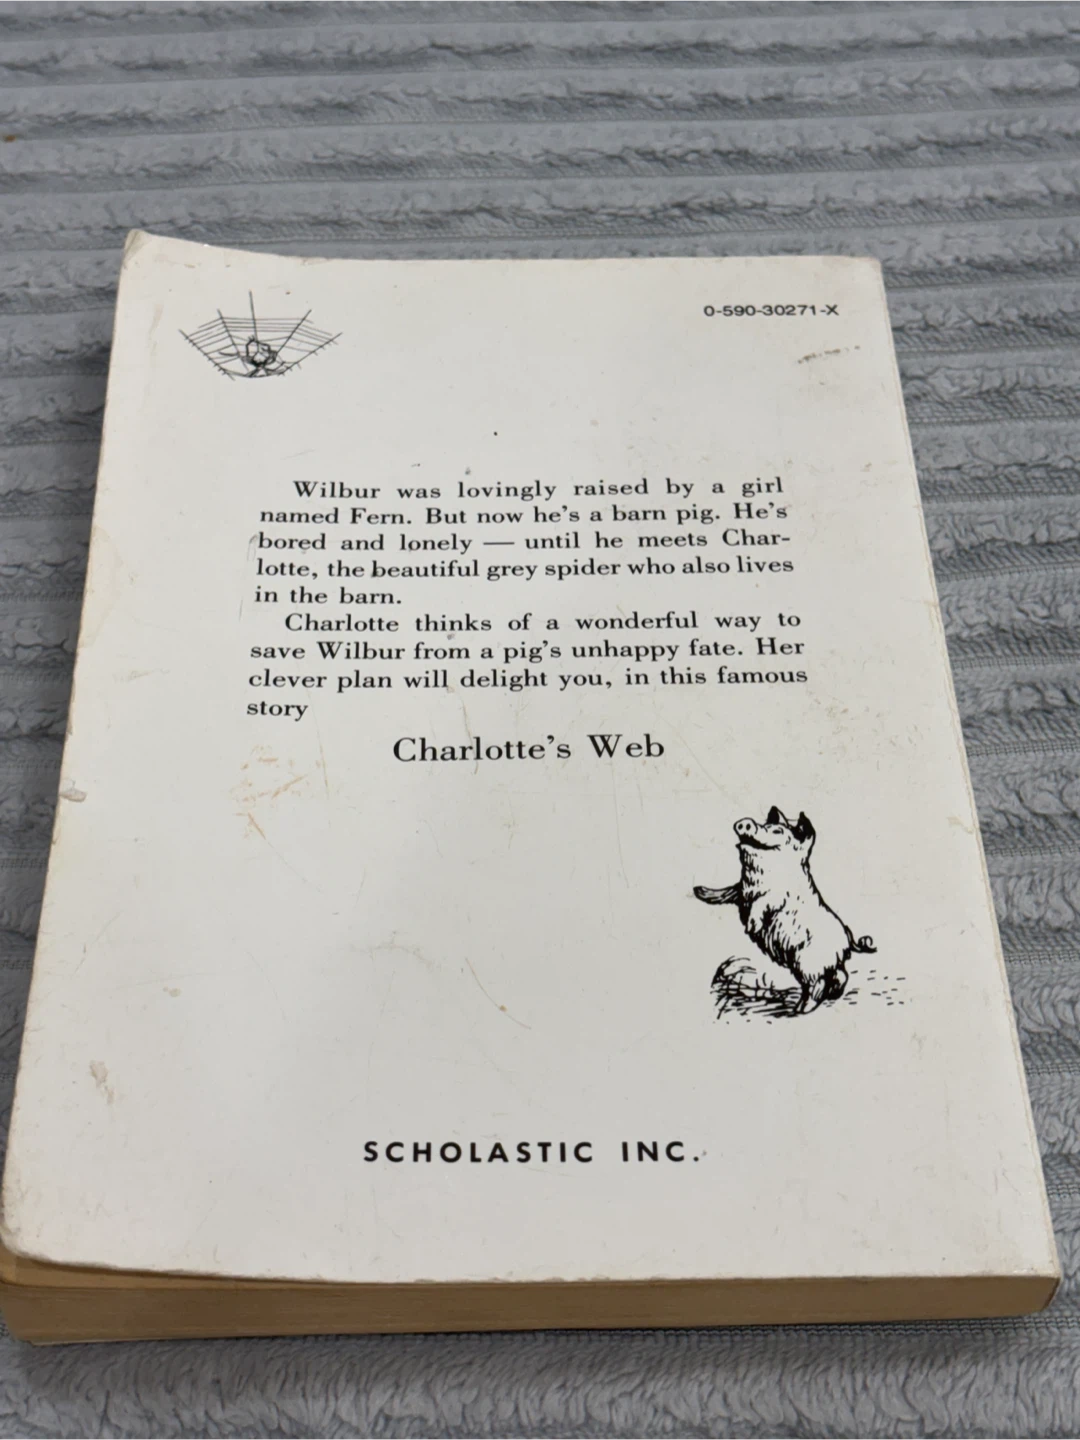 0-590-30271-X
Wilbur was lovingly raised by a girl
named Fern. But now he's a barn pig. He's
bored and lonely — until he meets Char-
lotte, the beautiful grey spider who also lives
in the barn.
Charlotte thinks of a wonderful way to
save Wilbur from a pig's unhappy fate. Her
clever plan will delight you, in this famous
story
Charlotte's Web
SCHOLASTIC INC.